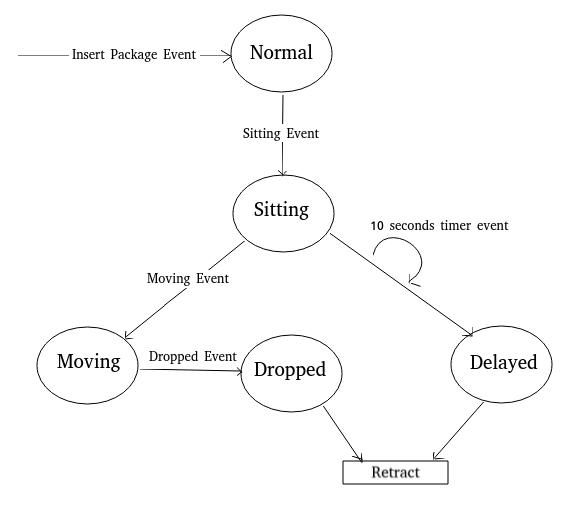 Insert Package Event
Normal
Sitting Event
Sitting
10 seconds timer event
Moving Event
Moving
Dropped Event
Dropped
Delayed
Retract